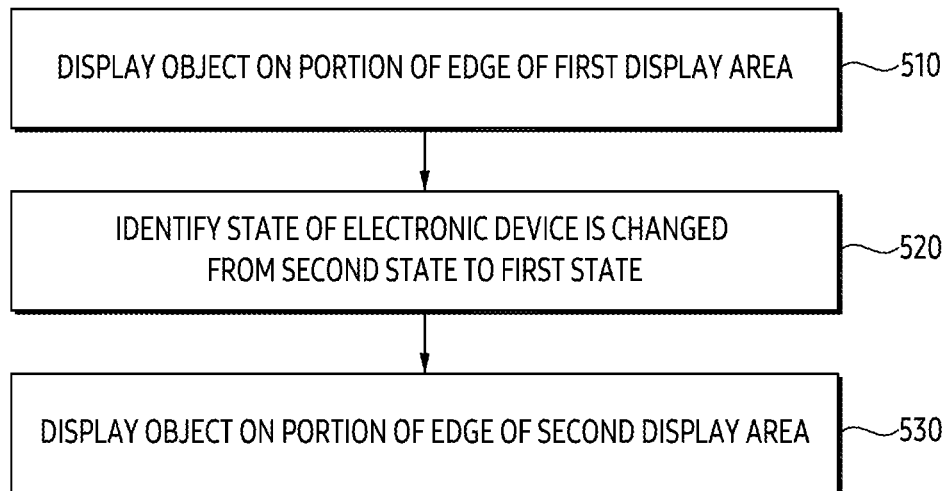 DISPLAY OBJECT ON PORTION OF EDGE OF FIRST DISPLAY AREA
510
IDENTIFY STATE OF ELECTRONIC DEVICE IS CHANGED
FROM SECOND STATE TO FIRST STATE
520
DISPLAY OBJECT ON PORTION OF EDGE OF SECOND DISPLAY AREA
530